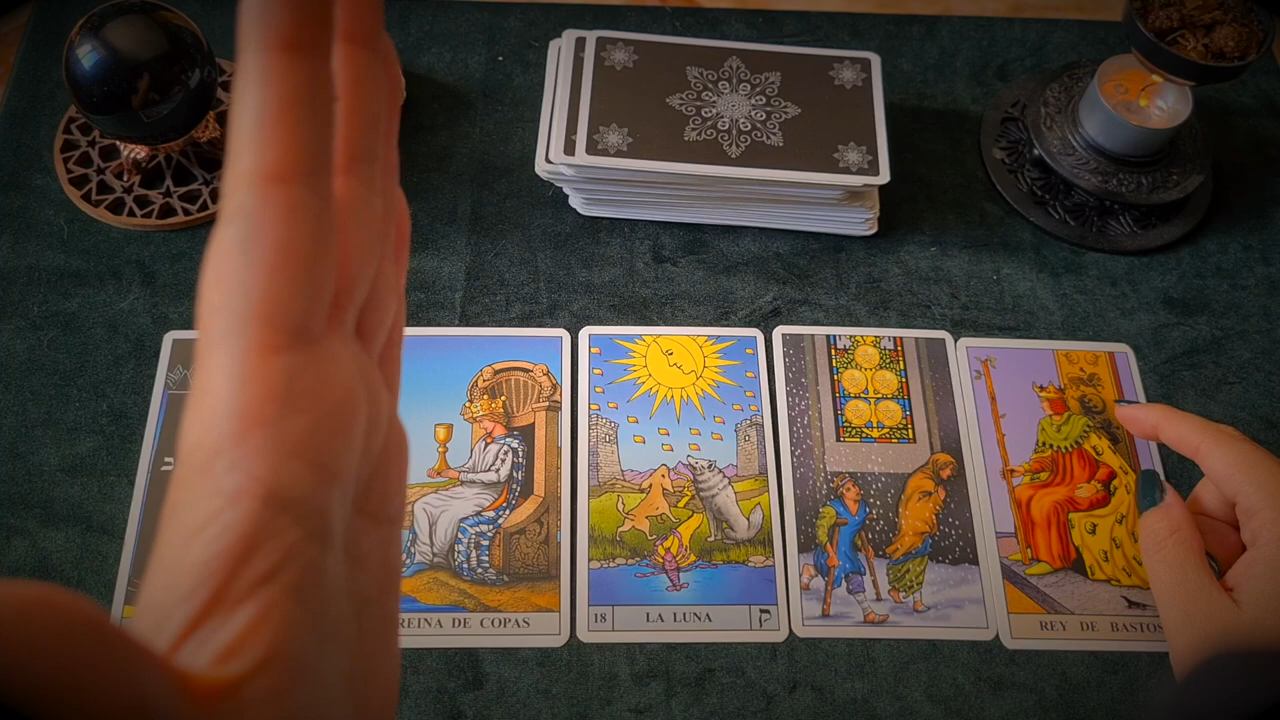 REINA DE COPAS
18 LA LUNA ק
REY DE BASTOS